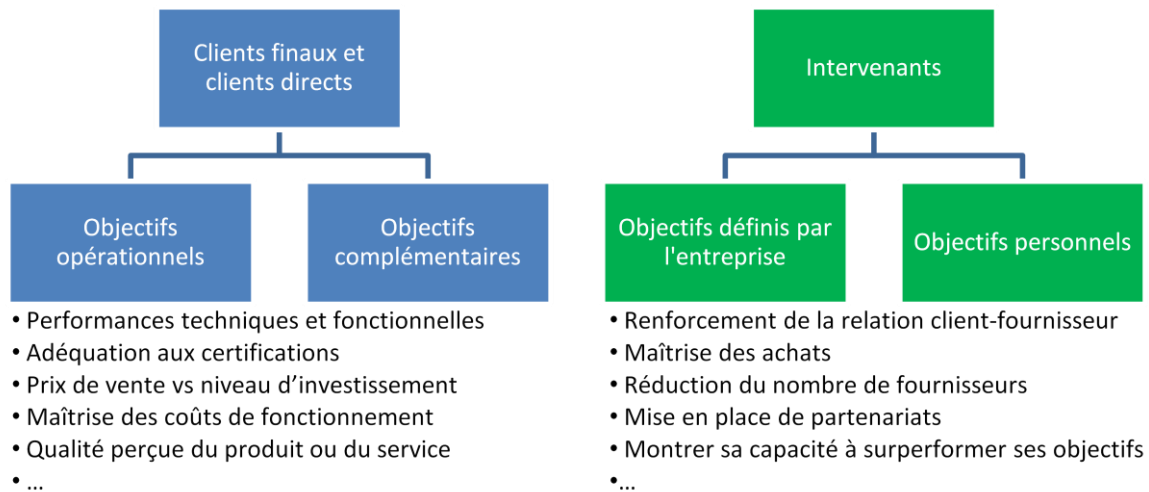 Clients finaux et
clients directs
Objectifs
opérationnels
Objectifs
complémentaires
• Performances techniques et fonctionnelles
• Adéquation aux certifications
• Prix de vente vs niveau d’investissement
• Maîtrise des coûts de fonctionnement
• Qualité perçue du produit ou du service
• ...
Intervenants
Objectifs définis par
l'entreprise
Objectifs personnels
• Renforcement de la relation client-fournisseur
• Maîtrise des achats
• Réduction du nombre de fournisseurs
• Mise en place de partenariats
• Montrer sa capacité à surperformer ses objectifs
•...